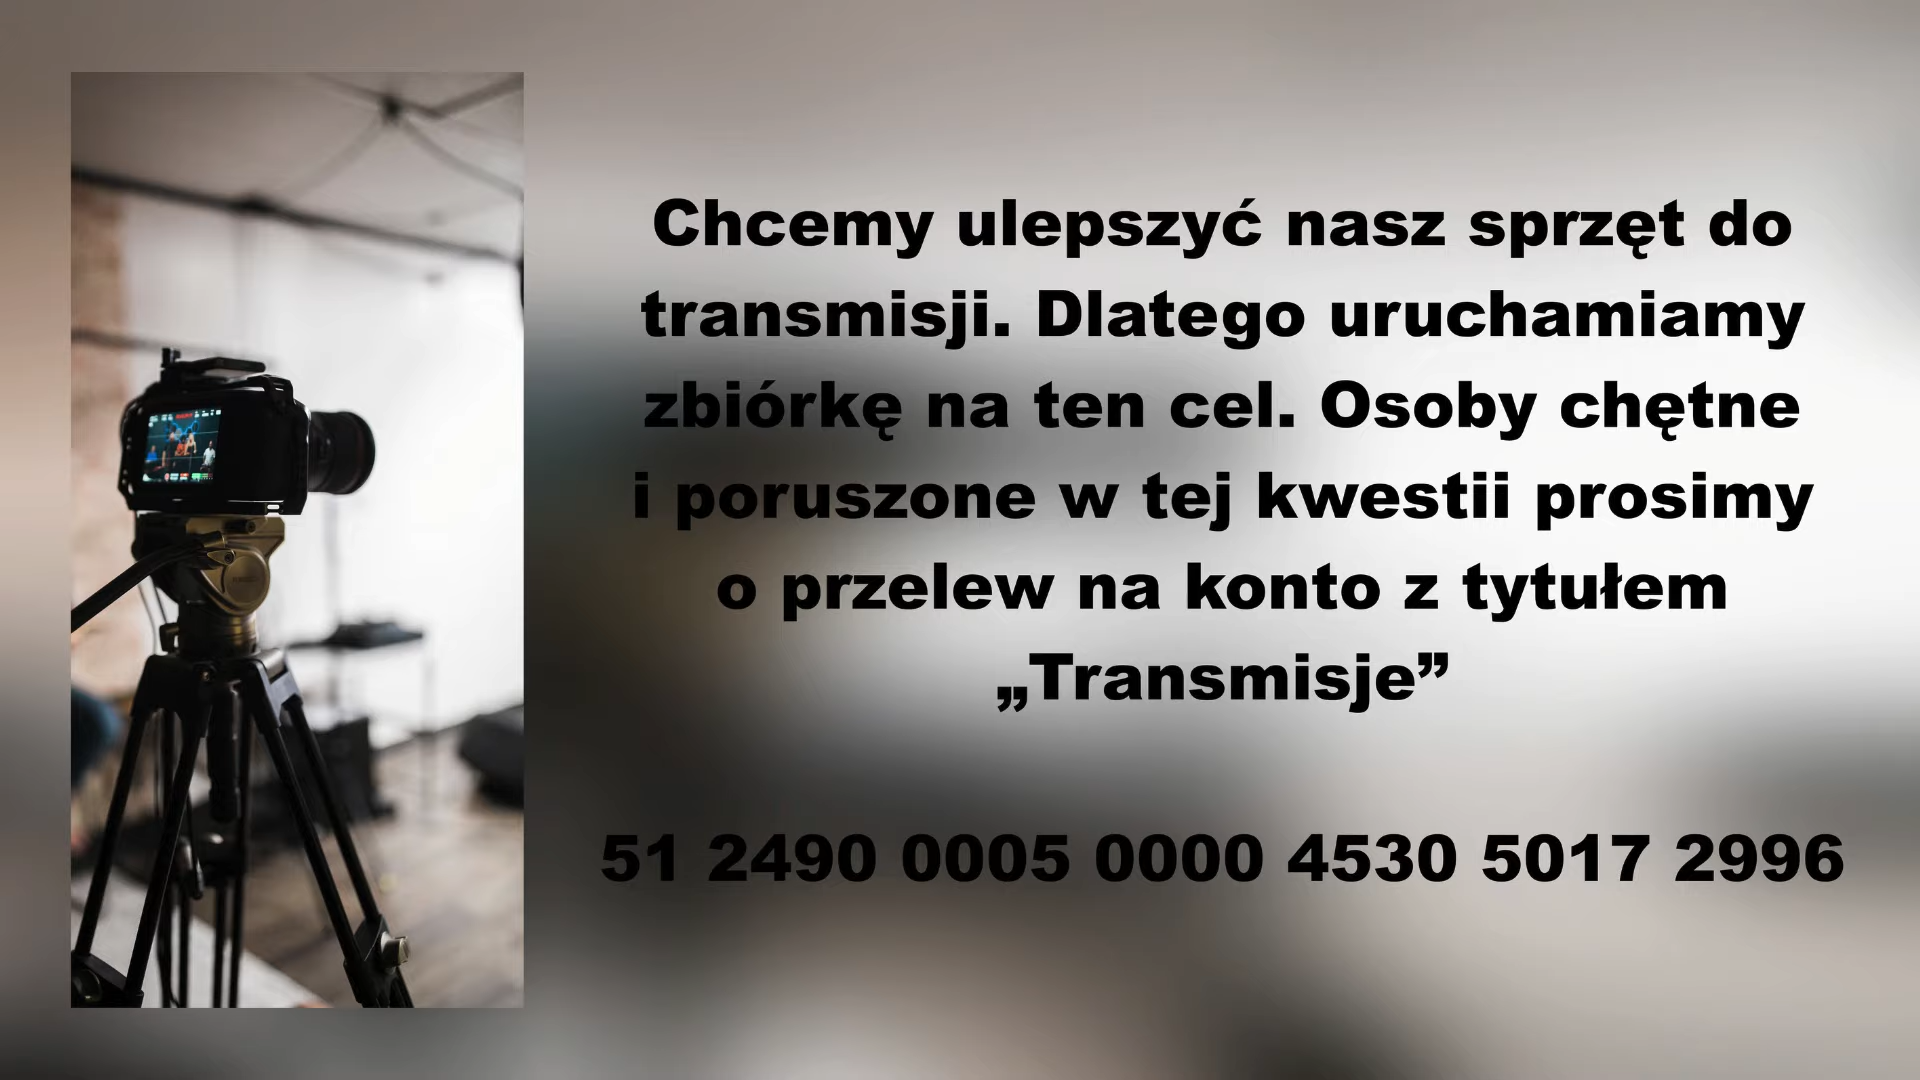 Chcemy ulepszyć nasz sprzęt do
transmisji. Dlatego uruchamiamy
zbiórkę na ten cel. Osoby chętne
i poruszone w tej kwestii prosimy
o przelew na konto z tytułem
„Transmisje”
51 2490 0005 0000 4530 5017 2996